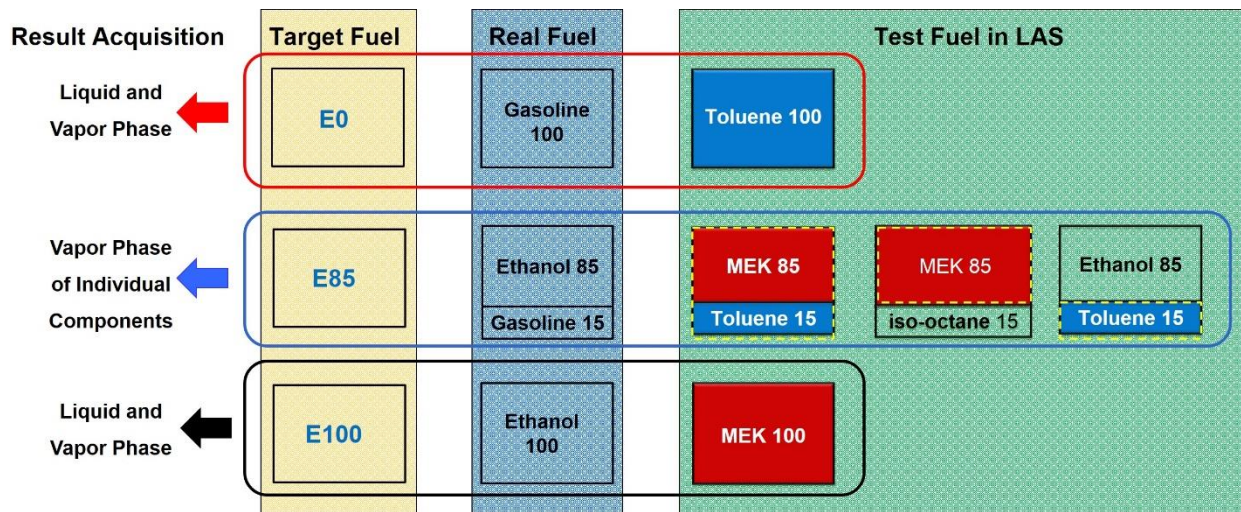 Result Acquisition
Target Fuel
Real Fuel
Test Fuel in LAS
Liquid and
Vapor Phase
E0
Gasoline
100
Toluene 100
Vapor Phase
of Individual
Components
E85
Ethanol 85
Gasoline 15
MEK 85
Toluene 15
MEK 85
iso-octane 15
Ethanol 85
Toluene 15
Liquid and
Vapor Phase
E100
Ethanol
100
MEK 100